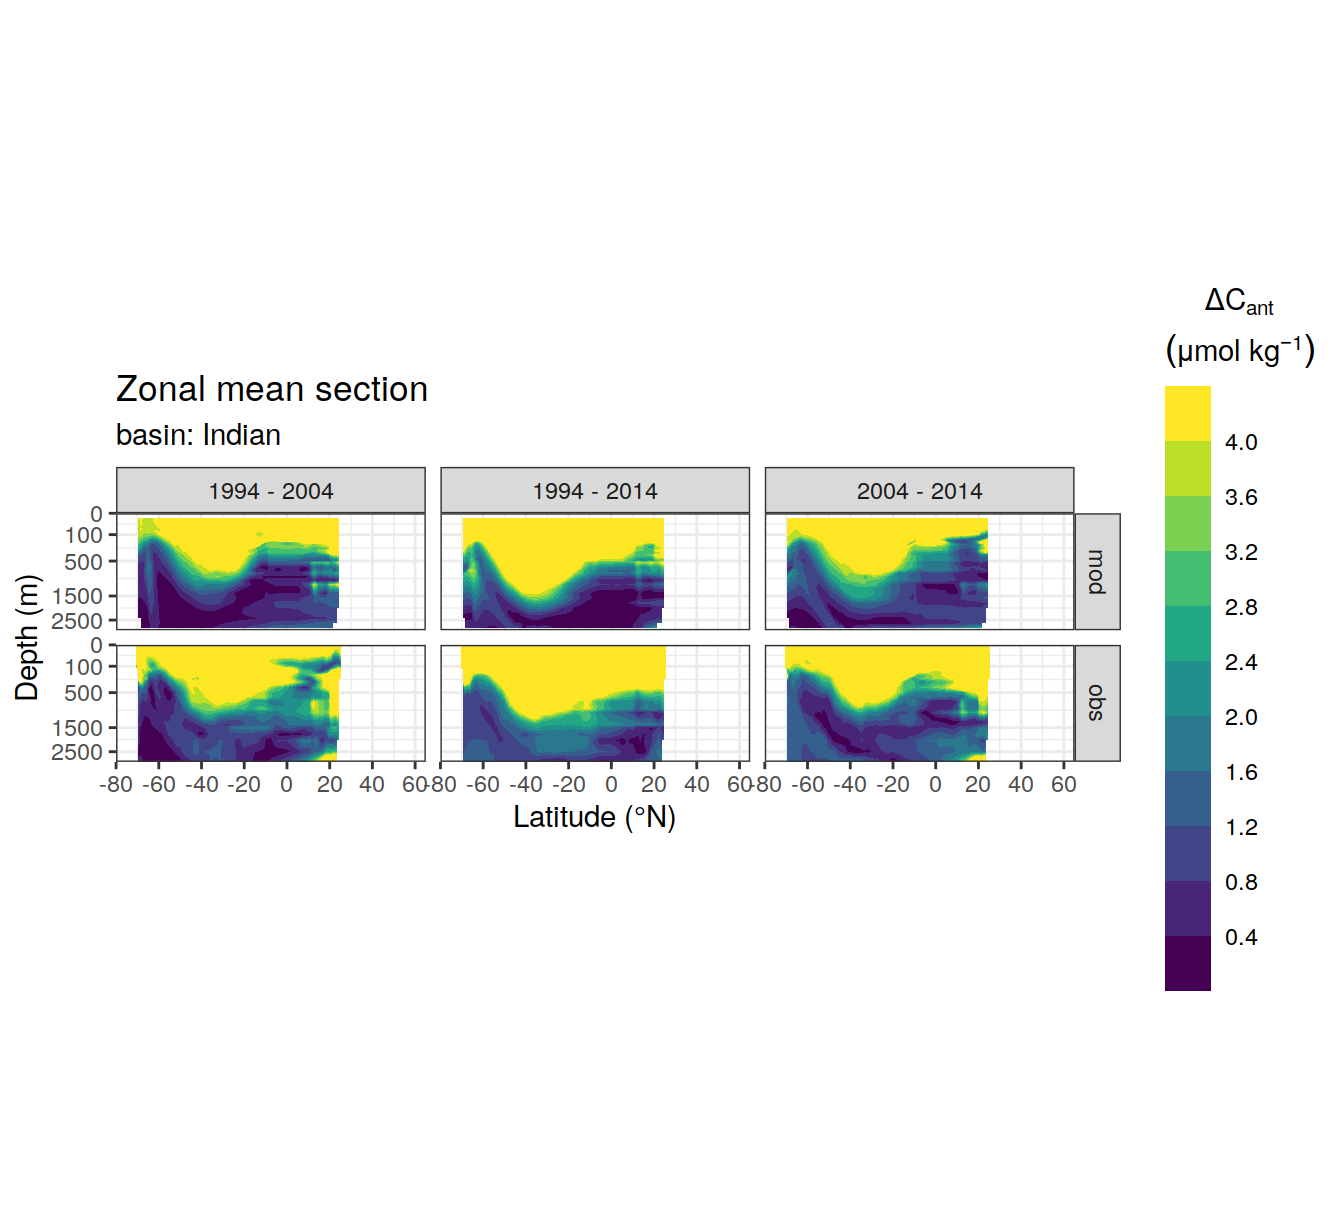 ΔCant
(μmol kg⁻¹)
Zonal mean section
basin: Indian
1994 - 2004 1994 - 2014 2004 - 2014
0
100
500
1500
2500
mod
0
100
500
1500
2500
obs
-80 -60 -40 -20 0 20 40 60 -80 -60 -40 -20 0 20 40 60 -80 -60 -40 -20 0 20 40 60
Latitude (°N)
Depth (m)
4.0
3.6
3.2
2.8
2.4
2.0
1.6
1.2
0.8
0.4